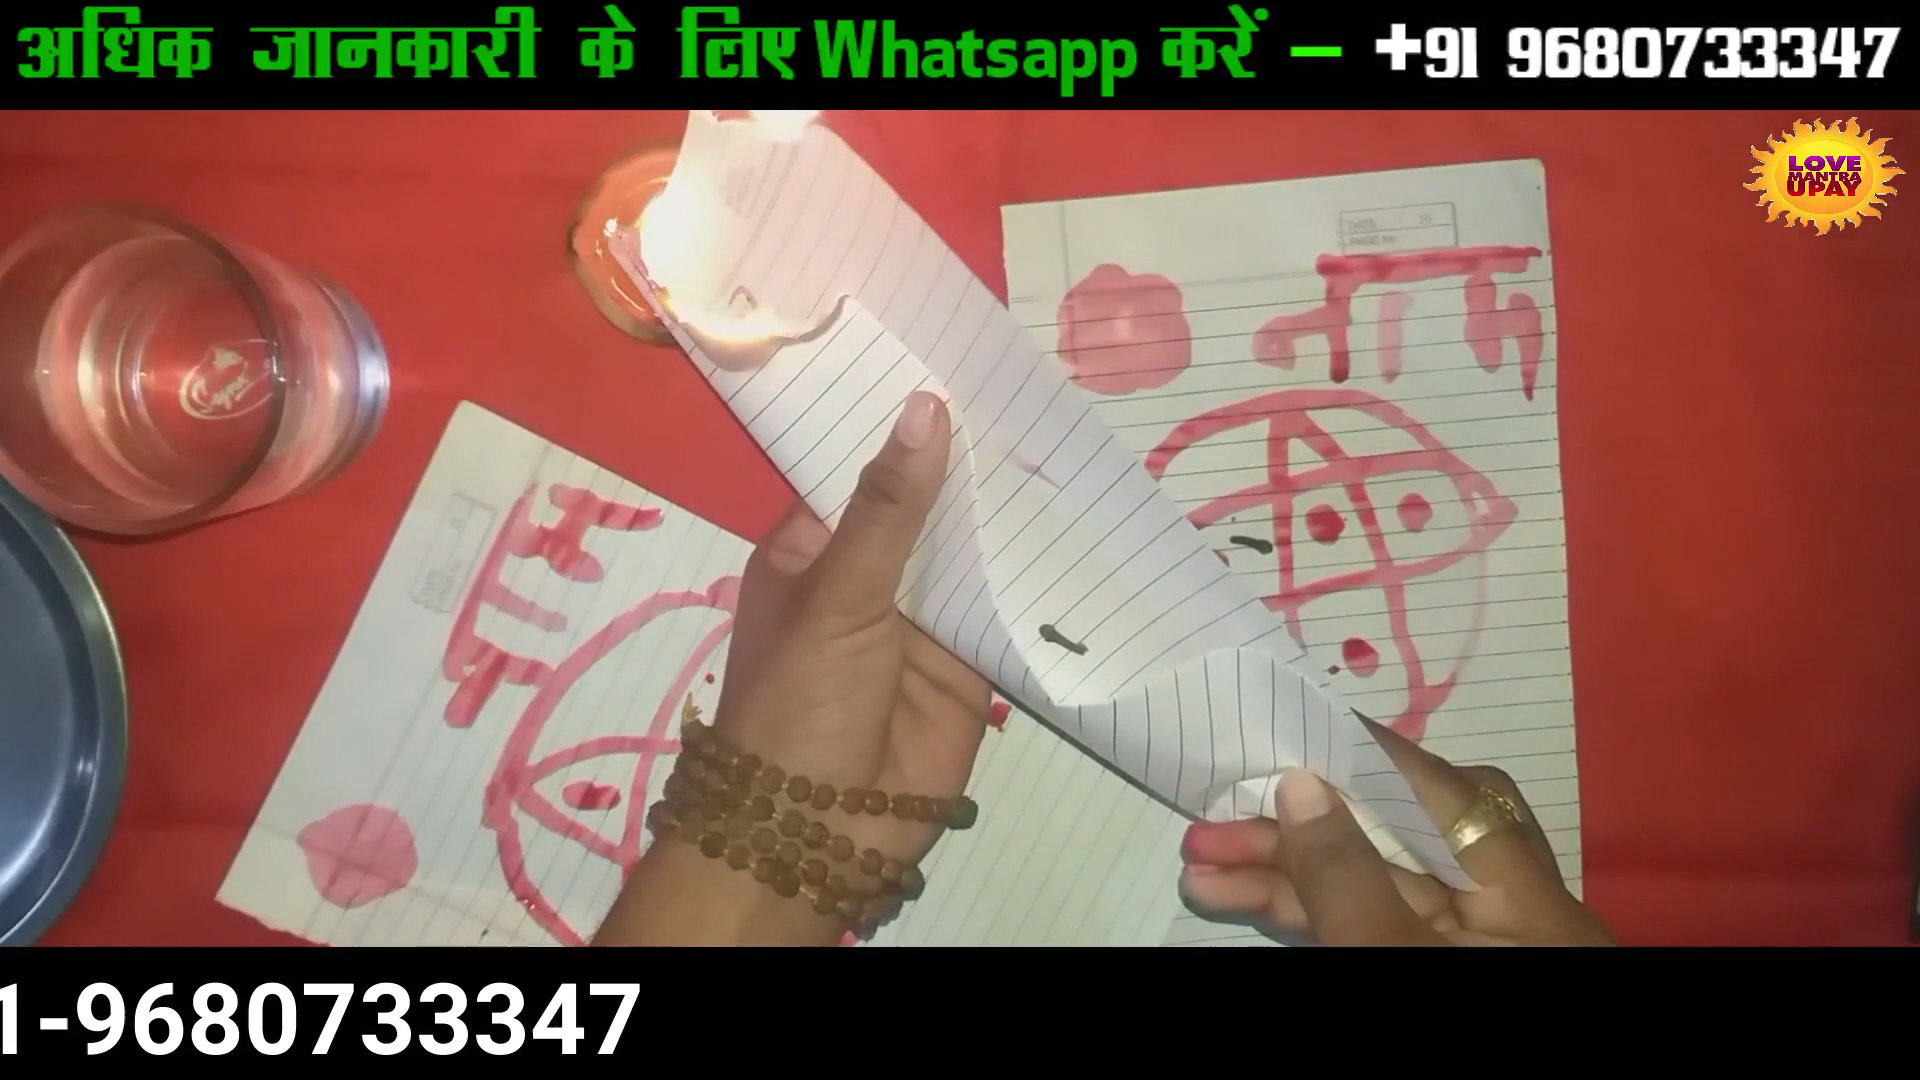 अधिक जानकारी के लिए Whatsapp करें – +91 9680733347
LOVE
MANTRA
UPAY
नाम
नाम
1-9680733347